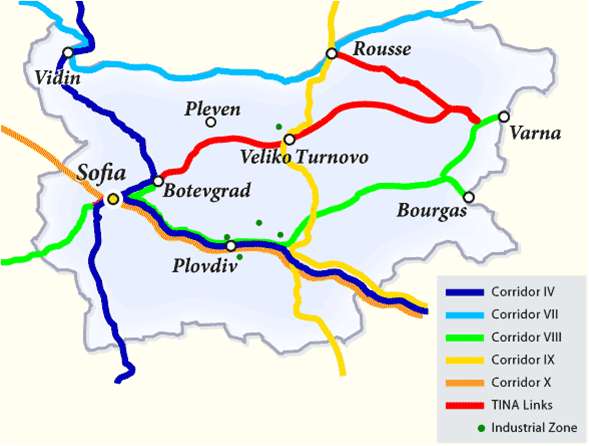 Rousse
Vidin
Pleven
Varna
Veliko Turnovo
Sofia
Botevgrad
Bourgas
Plovdiv
Corridor IV
Corridor VII
Corridor VIII
Corridor IX
Corridor X
TINA Links
Industrial Zone